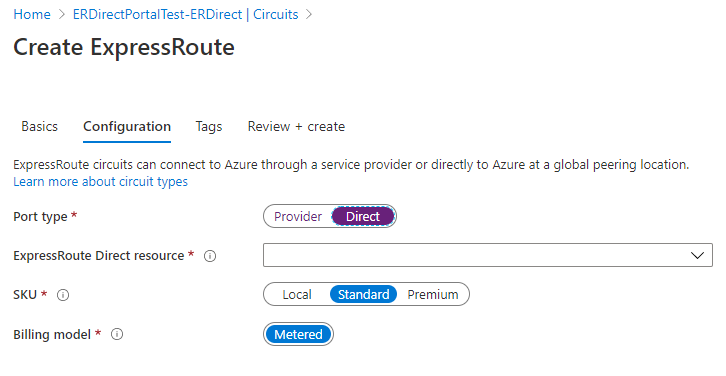 Home > ERDirectPortalTest-ERDirect | Circuits >
Create ExpressRoute
Basics Configuration Tags Review + create
ExpressRoute circuits can connect to Azure through a service provider or directly to Azure at a global peering location.
Learn more about circuit types
Port type * Provider Direct
ExpressRoute Direct resource *
SKU * Local Standard Premium
Billing model * Metered